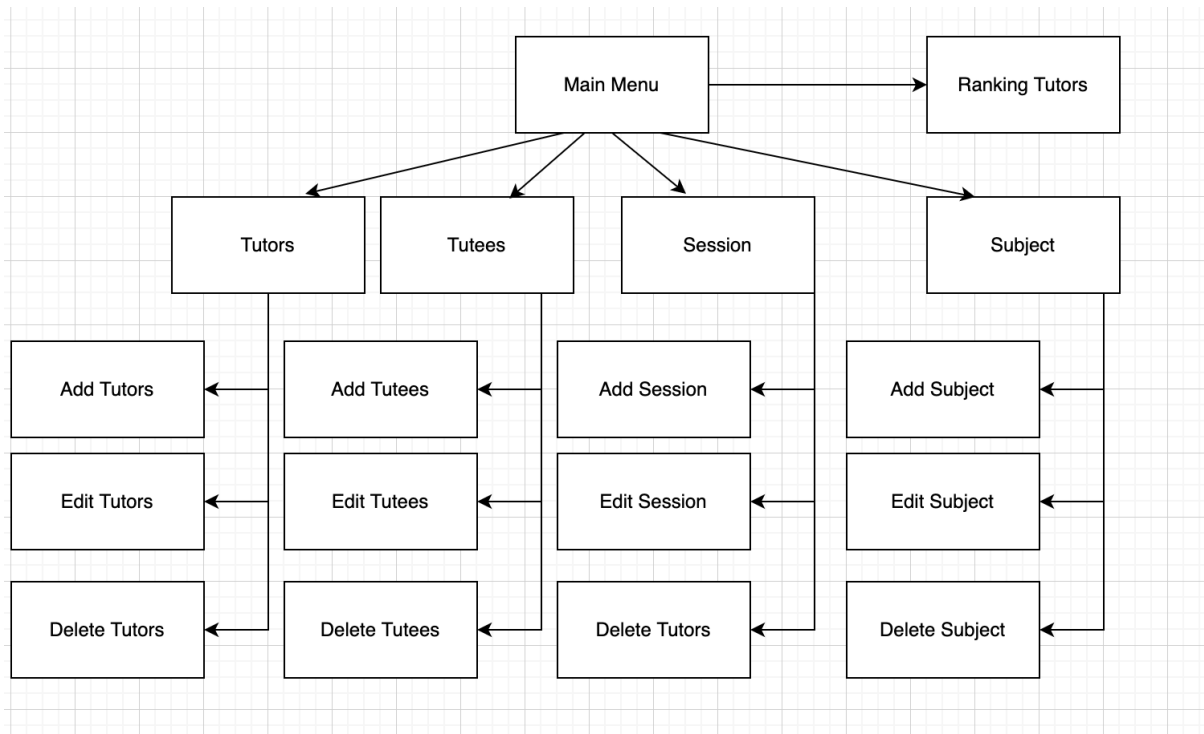 Main Menu
Ranking Tutors
Tutors
Tutees
Session
Subject
Add Tutors
Add Tutees
Add Session
Add Subject
Edit Tutors
Edit Tutees
Edit Session
Edit Subject
Delete Tutors
Delete Tutees
Delete Tutors
Delete Subject